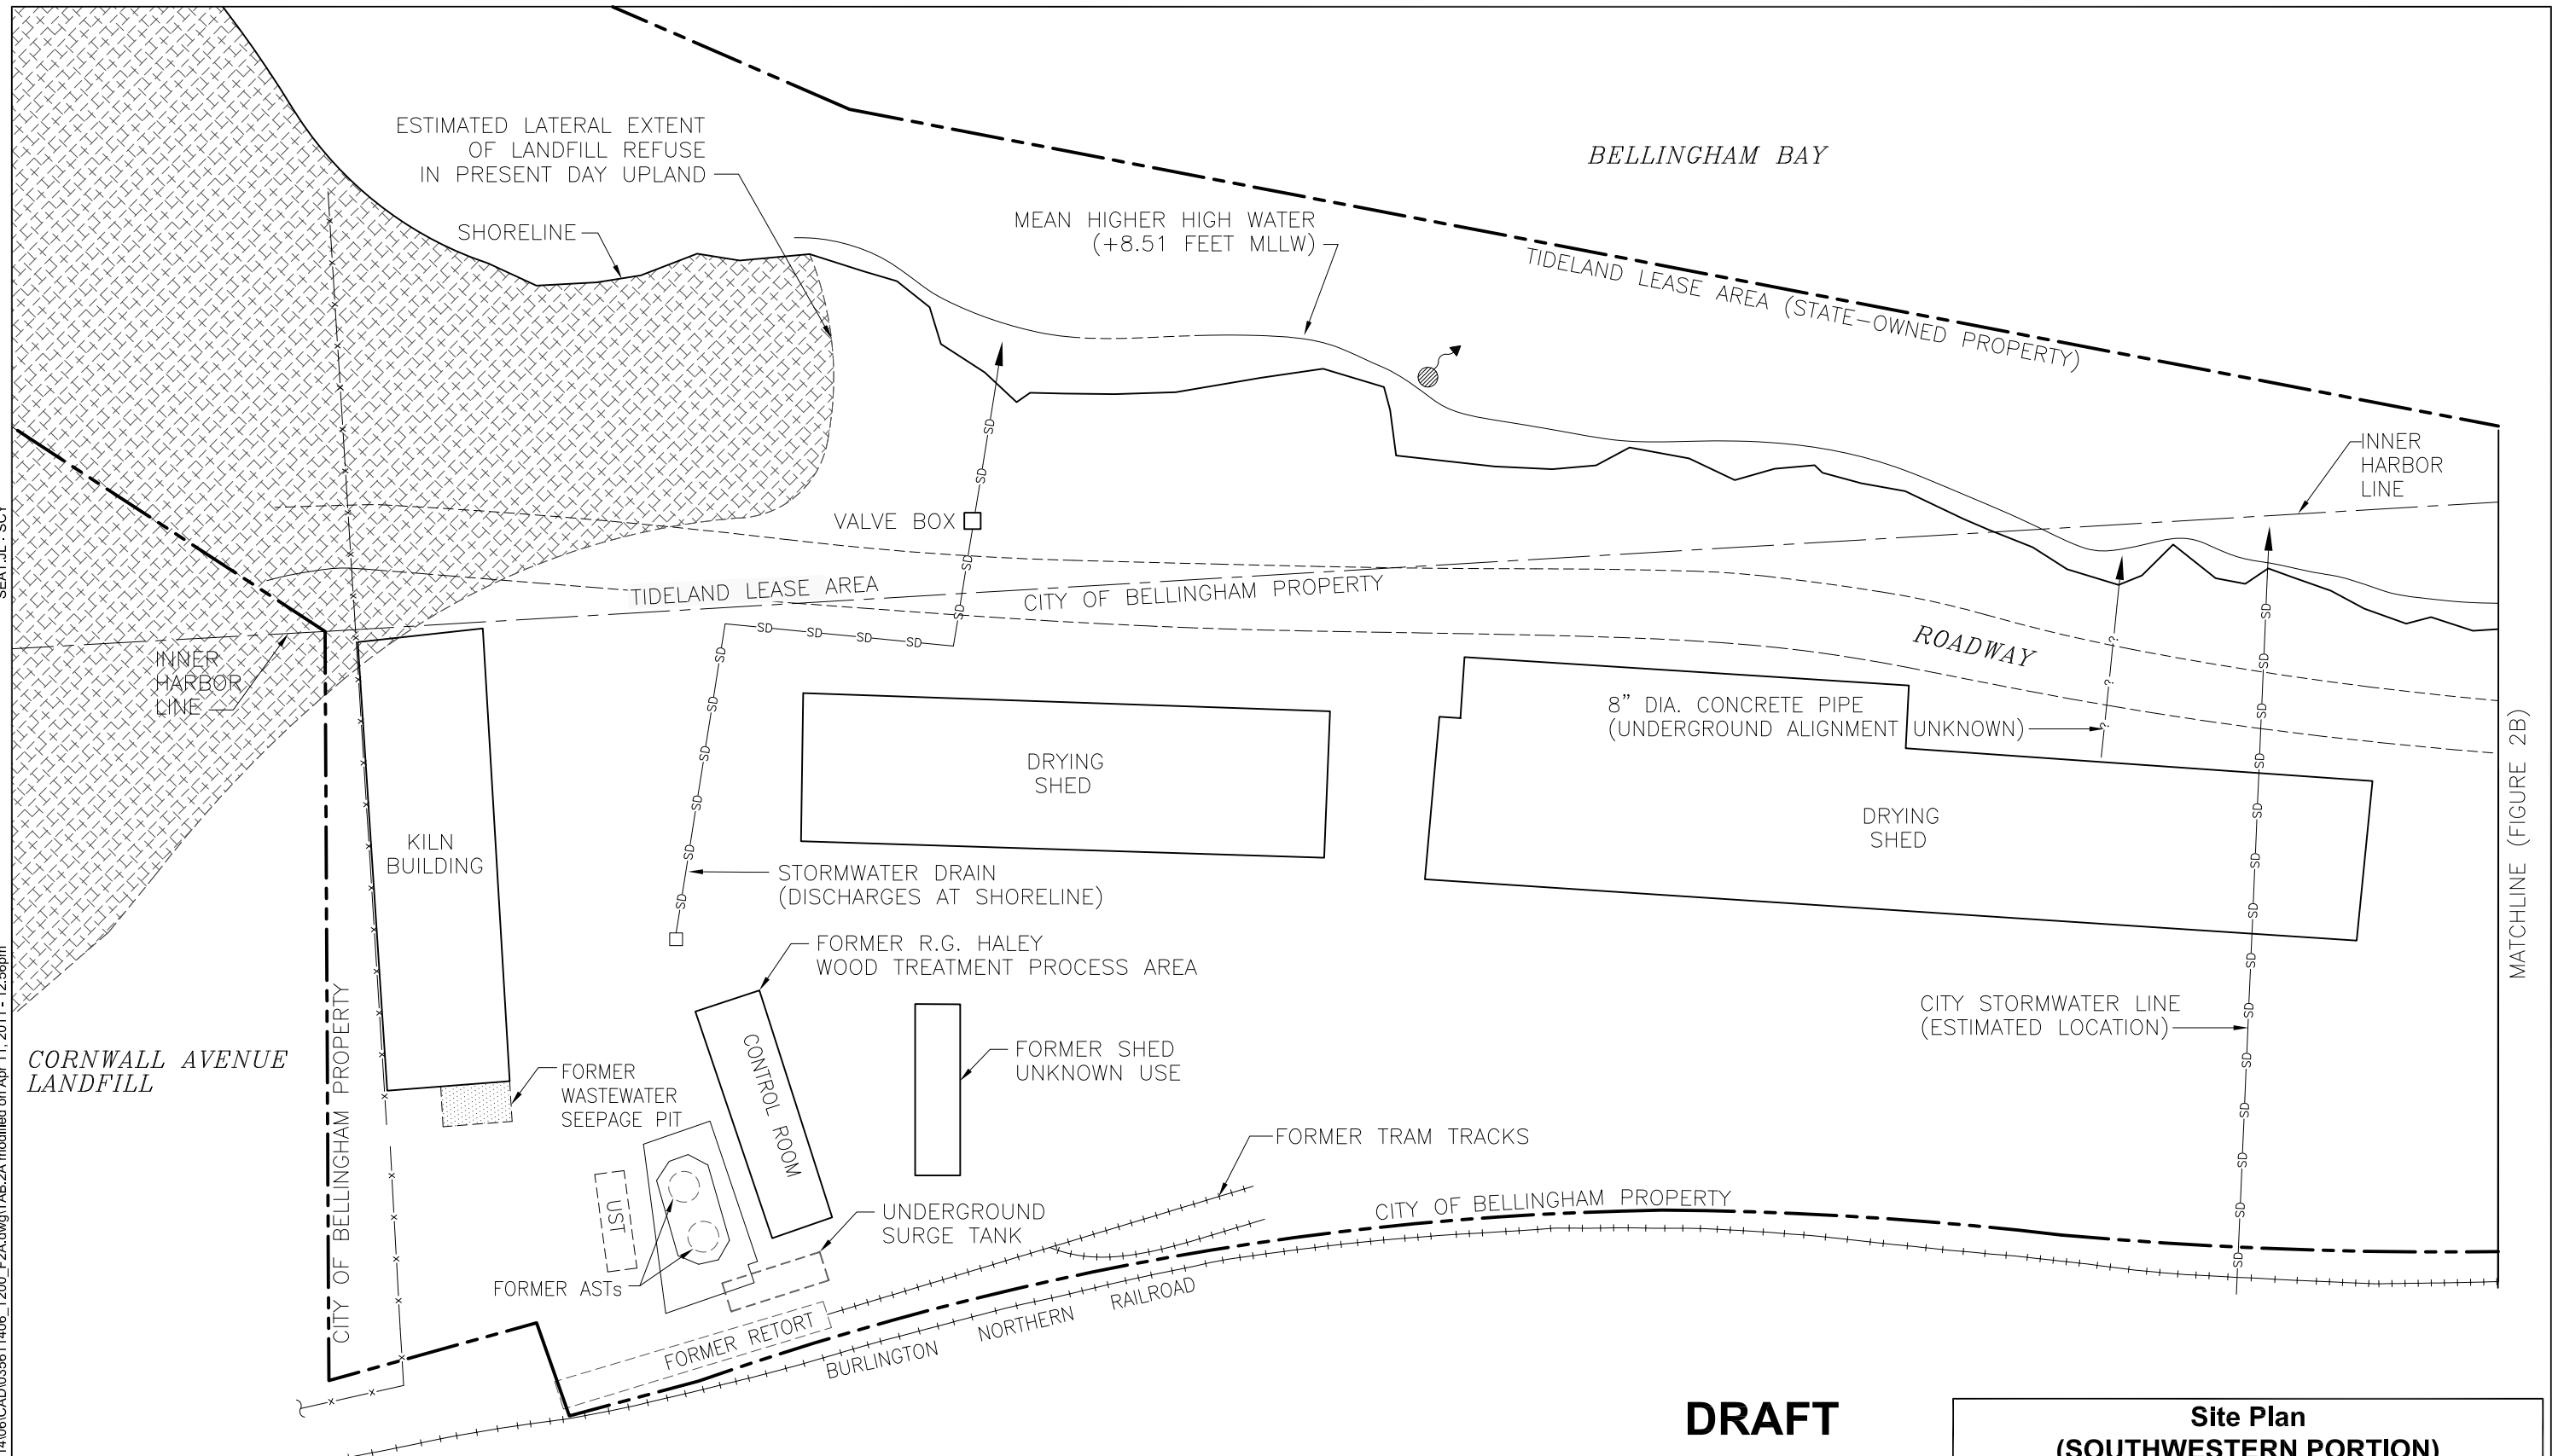 BELLINGHAM BAY
ESTIMATED LATERAL EXTENT
OF LANDFILL REFUSE
IN PRESENT DAY UPLAND
SHORELINE
MEAN HIGHER HIGH WATER
(+8.51 FEET MLLW)
TIDELAND LEASE AREA (STATE-OWNED PROPERTY)
INNER
HARBOR
LINE
VALVE BOX
TIDELAND LEASE AREA
CITY OF BELLINGHAM PROPERTY
ROADWAY
INNER
HARBOR
LINE
8" DIA. CONCRETE PIPE
(UNDERGROUND ALIGNMENT UNKNOWN)
DRYING
SHED
DRYING
SHED
KILN
BUILDING
STORMWATER DRAIN
(DISCHARGES AT SHORELINE)
MATCHLINE (FIGURE 2B)
FORMER R.G. HALEY
WOOD TREATMENT PROCESS AREA
CITY STORMWATER LINE
(ESTIMATED LOCATION)
CORNWALL AVENUE
LANDFILL
CITY OF BELLINGHAM PROPERTY
FORMER
WASTEWATER
SEEPAGE PIT
CONTROL ROOM
FORMER SHED
UNKNOWN USE
FORMER TRAM TRACKS
UST
UNDERGROUND
SURGE TANK
CITY OF BELLINGHAM PROPERTY
FORMER ASTs
FORMER RETORT
BURLINGTON NORTHERN RAILROAD
DRAFT
Site Plan
(SOUTHWESTERN PORTION)